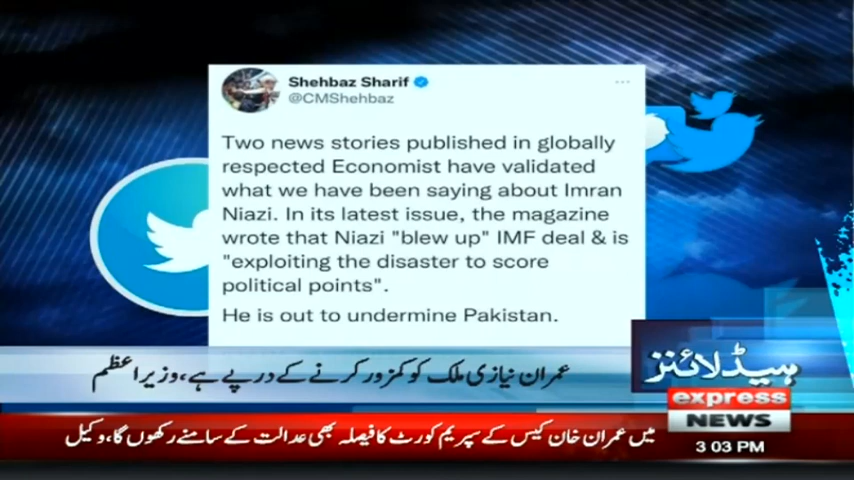 Shehbaz Sharif
@CMShehbaz
Two news stories published in globally
respected Economist have validated
what we have been saying about Imran
Niazi. In its latest issue, the magazine
wrote that Niazi "blew up" IMF deal & is
"exploiting the disaster to score
political points".
He is out to undermine Pakistan.
ہیڈلائنز
عمران نیازی ملک کو کمزور کرنے کے درپے ہے، وزیراعظم
express
NEWS
میں عمران خان کیس کے سپریم کورٹ کا فیصلہ بھی عدالت کے سامنے رکھوں گا، وکیل
3:03 PM